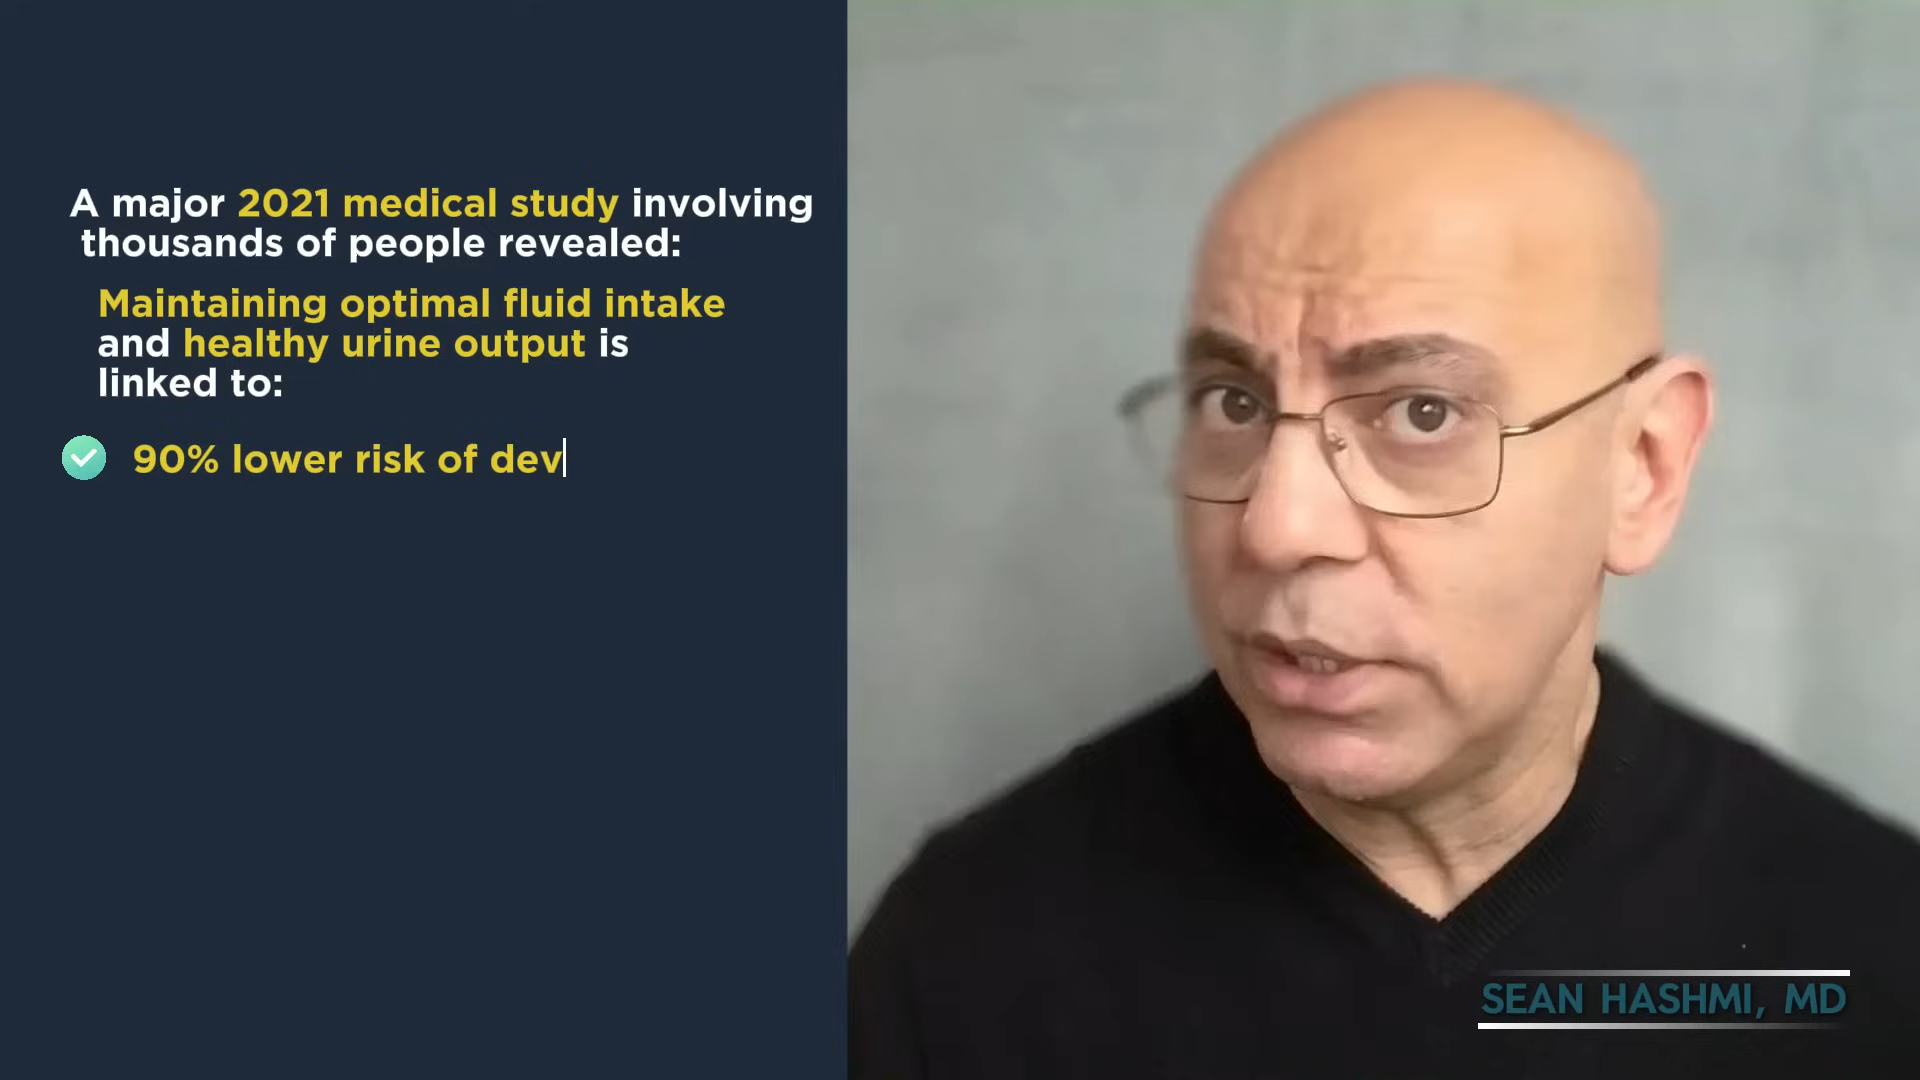 A major 2021 medical study involving
thousands of people revealed:
Maintaining optimal fluid intake
and healthy urine output is
linked to:
90% lower risk of dev
SEAN HASHMI, MD